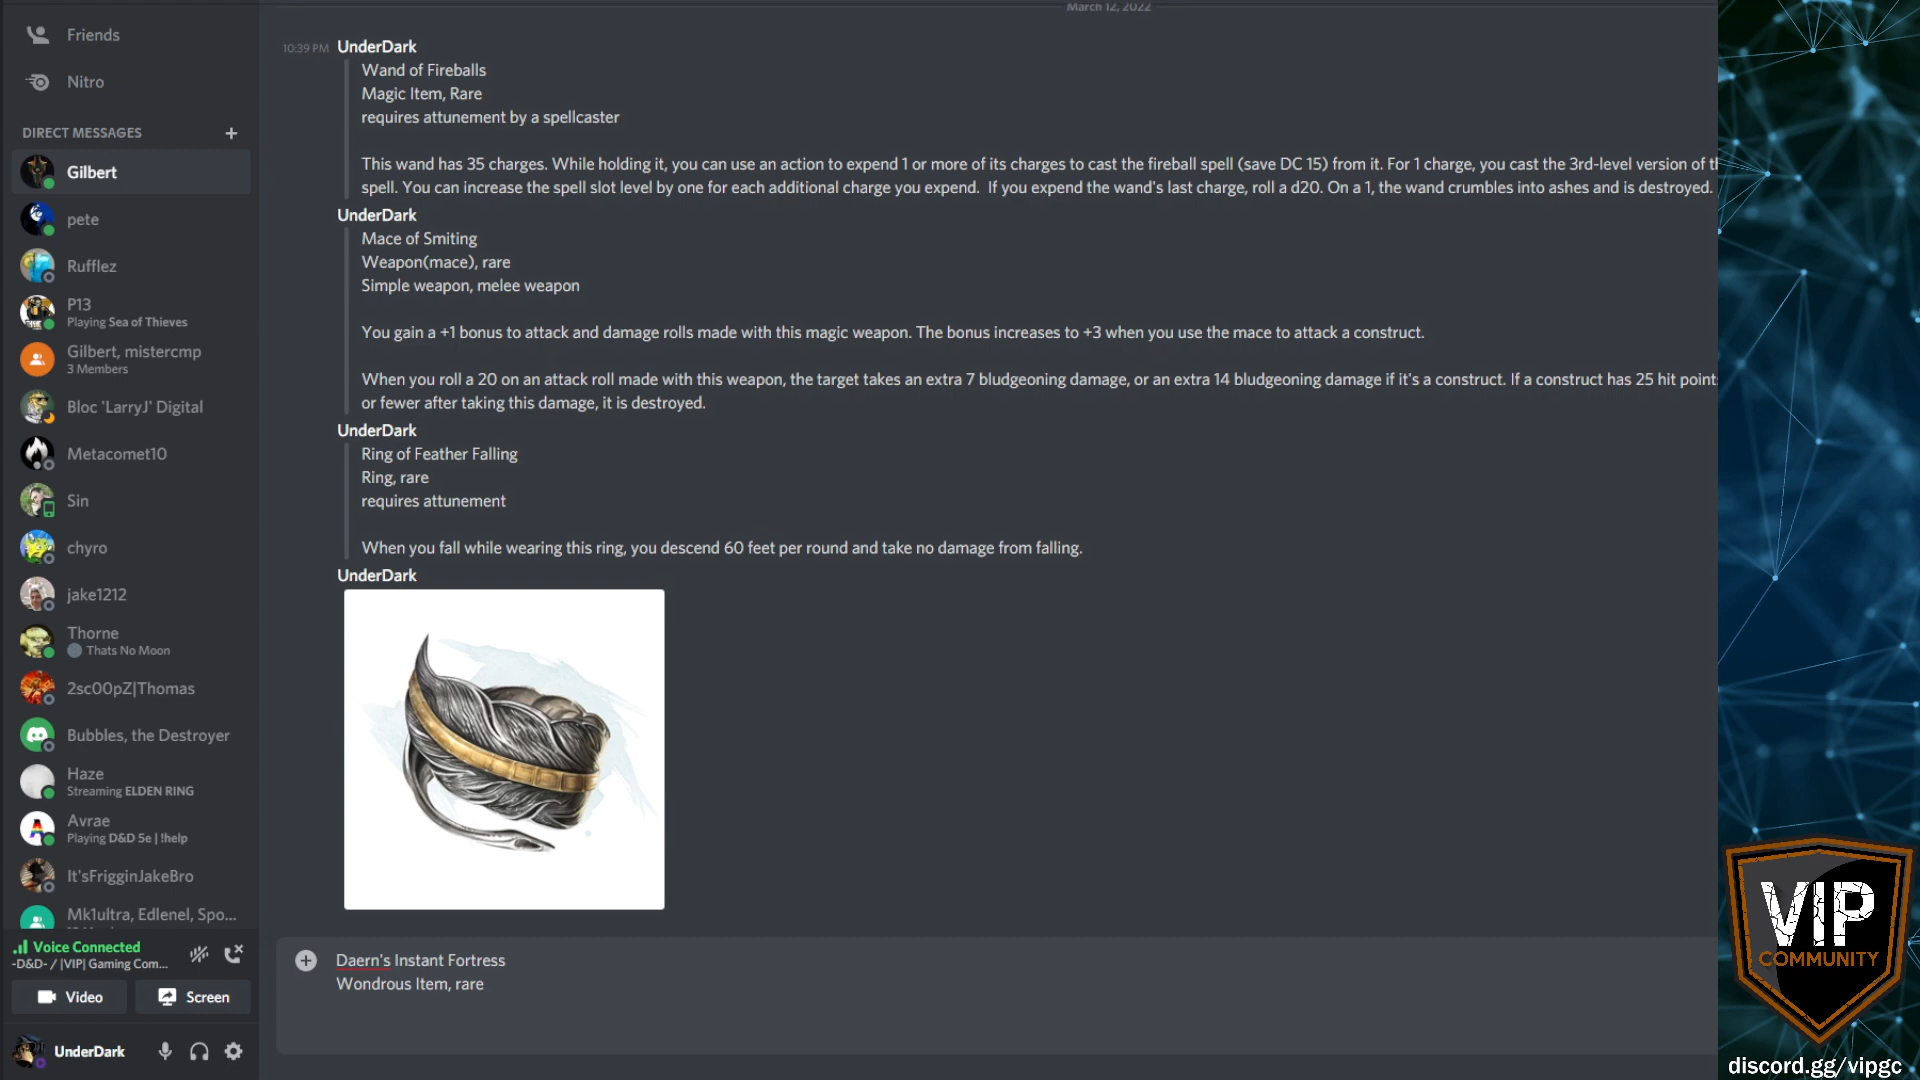 March 12, 2022
Friends
Nitro
DIRECT MESSAGES
Gilbert
pete
Rufflez
P13
Playing Sea of Thieves
Gilbert, mistercmp
3 Members
Bloc 'LarryJ' Digital
Metacomet10
Sin
chyro
jake1212
Thorne
Thats No Moon
2sc00pZ|Thomas
Bubbles, the Destroyer
Haze
Streaming ELDEN RING
Avrae
Playing D&D 5e | !help
It'sFrigginJakeBro
Mk1ultra, Edlenel, Spo...
Voice Connected
-D&D- / |VIP| Gaming Com...
Video
Screen
UnderDark
10:39 PM UnderDark
Wand of Fireballs
Magic Item, Rare
requires attunement by a spellcaster
This wand has 35 charges. While holding it, you can use an action to expend 1 or more of its charges to cast the fireball spell (save DC 15) from it. For 1 charge, you cast the 3rd-level version of
spell. You can increase the spell slot level by one for each additional charge you expend. If you expend the wand's last charge, roll a d20. On a 1, the wand crumbles into ashes and is destroyed.
UnderDark
Mace of Smiting
Weapon(mace), rare
Simple weapon, melee weapon
You gain a +1 bonus to attack and damage rolls made with this magic weapon. The bonus increases to +3 when you use the mace to attack a construct.
When you roll a 20 on an attack roll made with this weapon, the target takes an extra 7 bludgeoning damage, or an extra 14 bludgeoning damage if it's a construct. If a construct has 25 hit point
or fewer after taking this damage, it is destroyed.
UnderDark
Ring of Feather Falling
Ring, rare
requires attunement
When you fall while wearing this ring, you descend 60 feet per round and take no damage from falling.
UnderDark
Daern's Instant Fortress
Wondrous Item, rare
VIP
COMMUNITY
discord.gg/vipgc